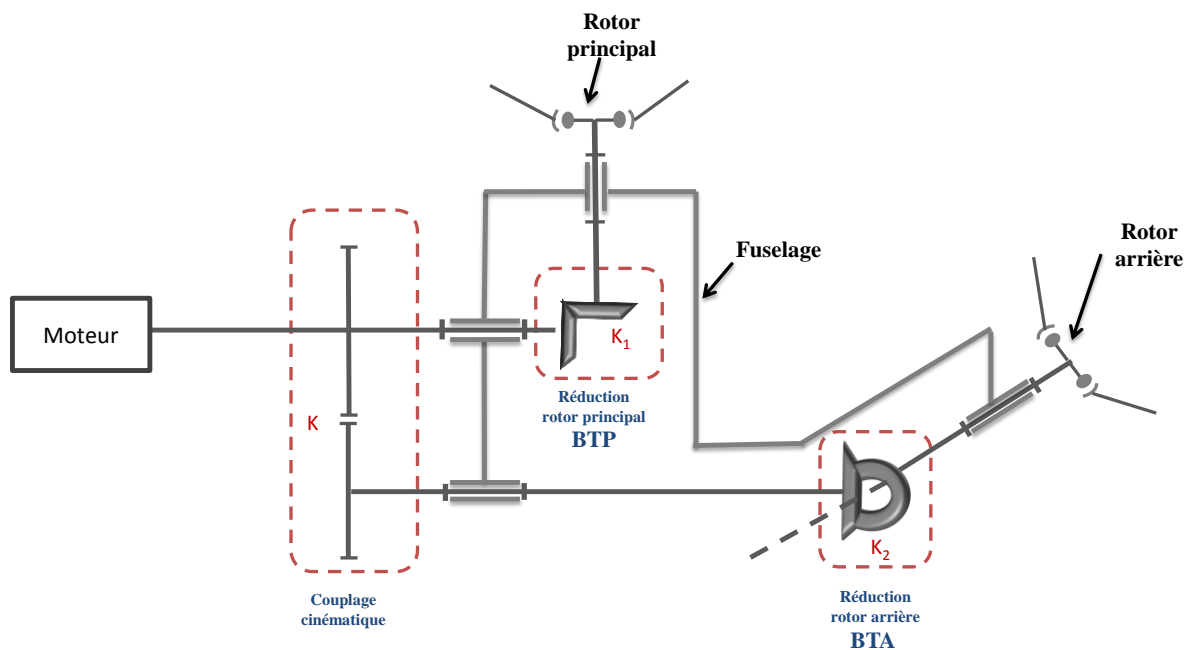 Rotor
principal
Rotor
arrière
Fuselage
Moteur
K₁
Réduction
rotor principal
BTP
K
K₂
Couplage
cinématique
Réduction
rotor arrière
BTA